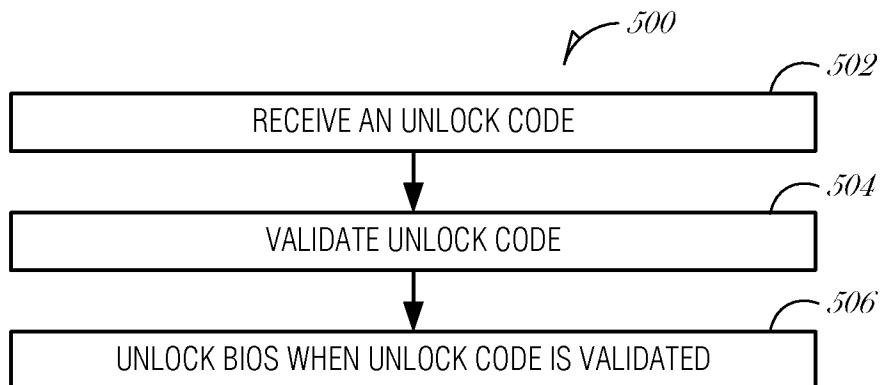 500
502
RECEIVE AN UNLOCK CODE
504
VALIDATE UNLOCK CODE
506
UNLOCK BIOS WHEN UNLOCK CODE IS VALIDATED